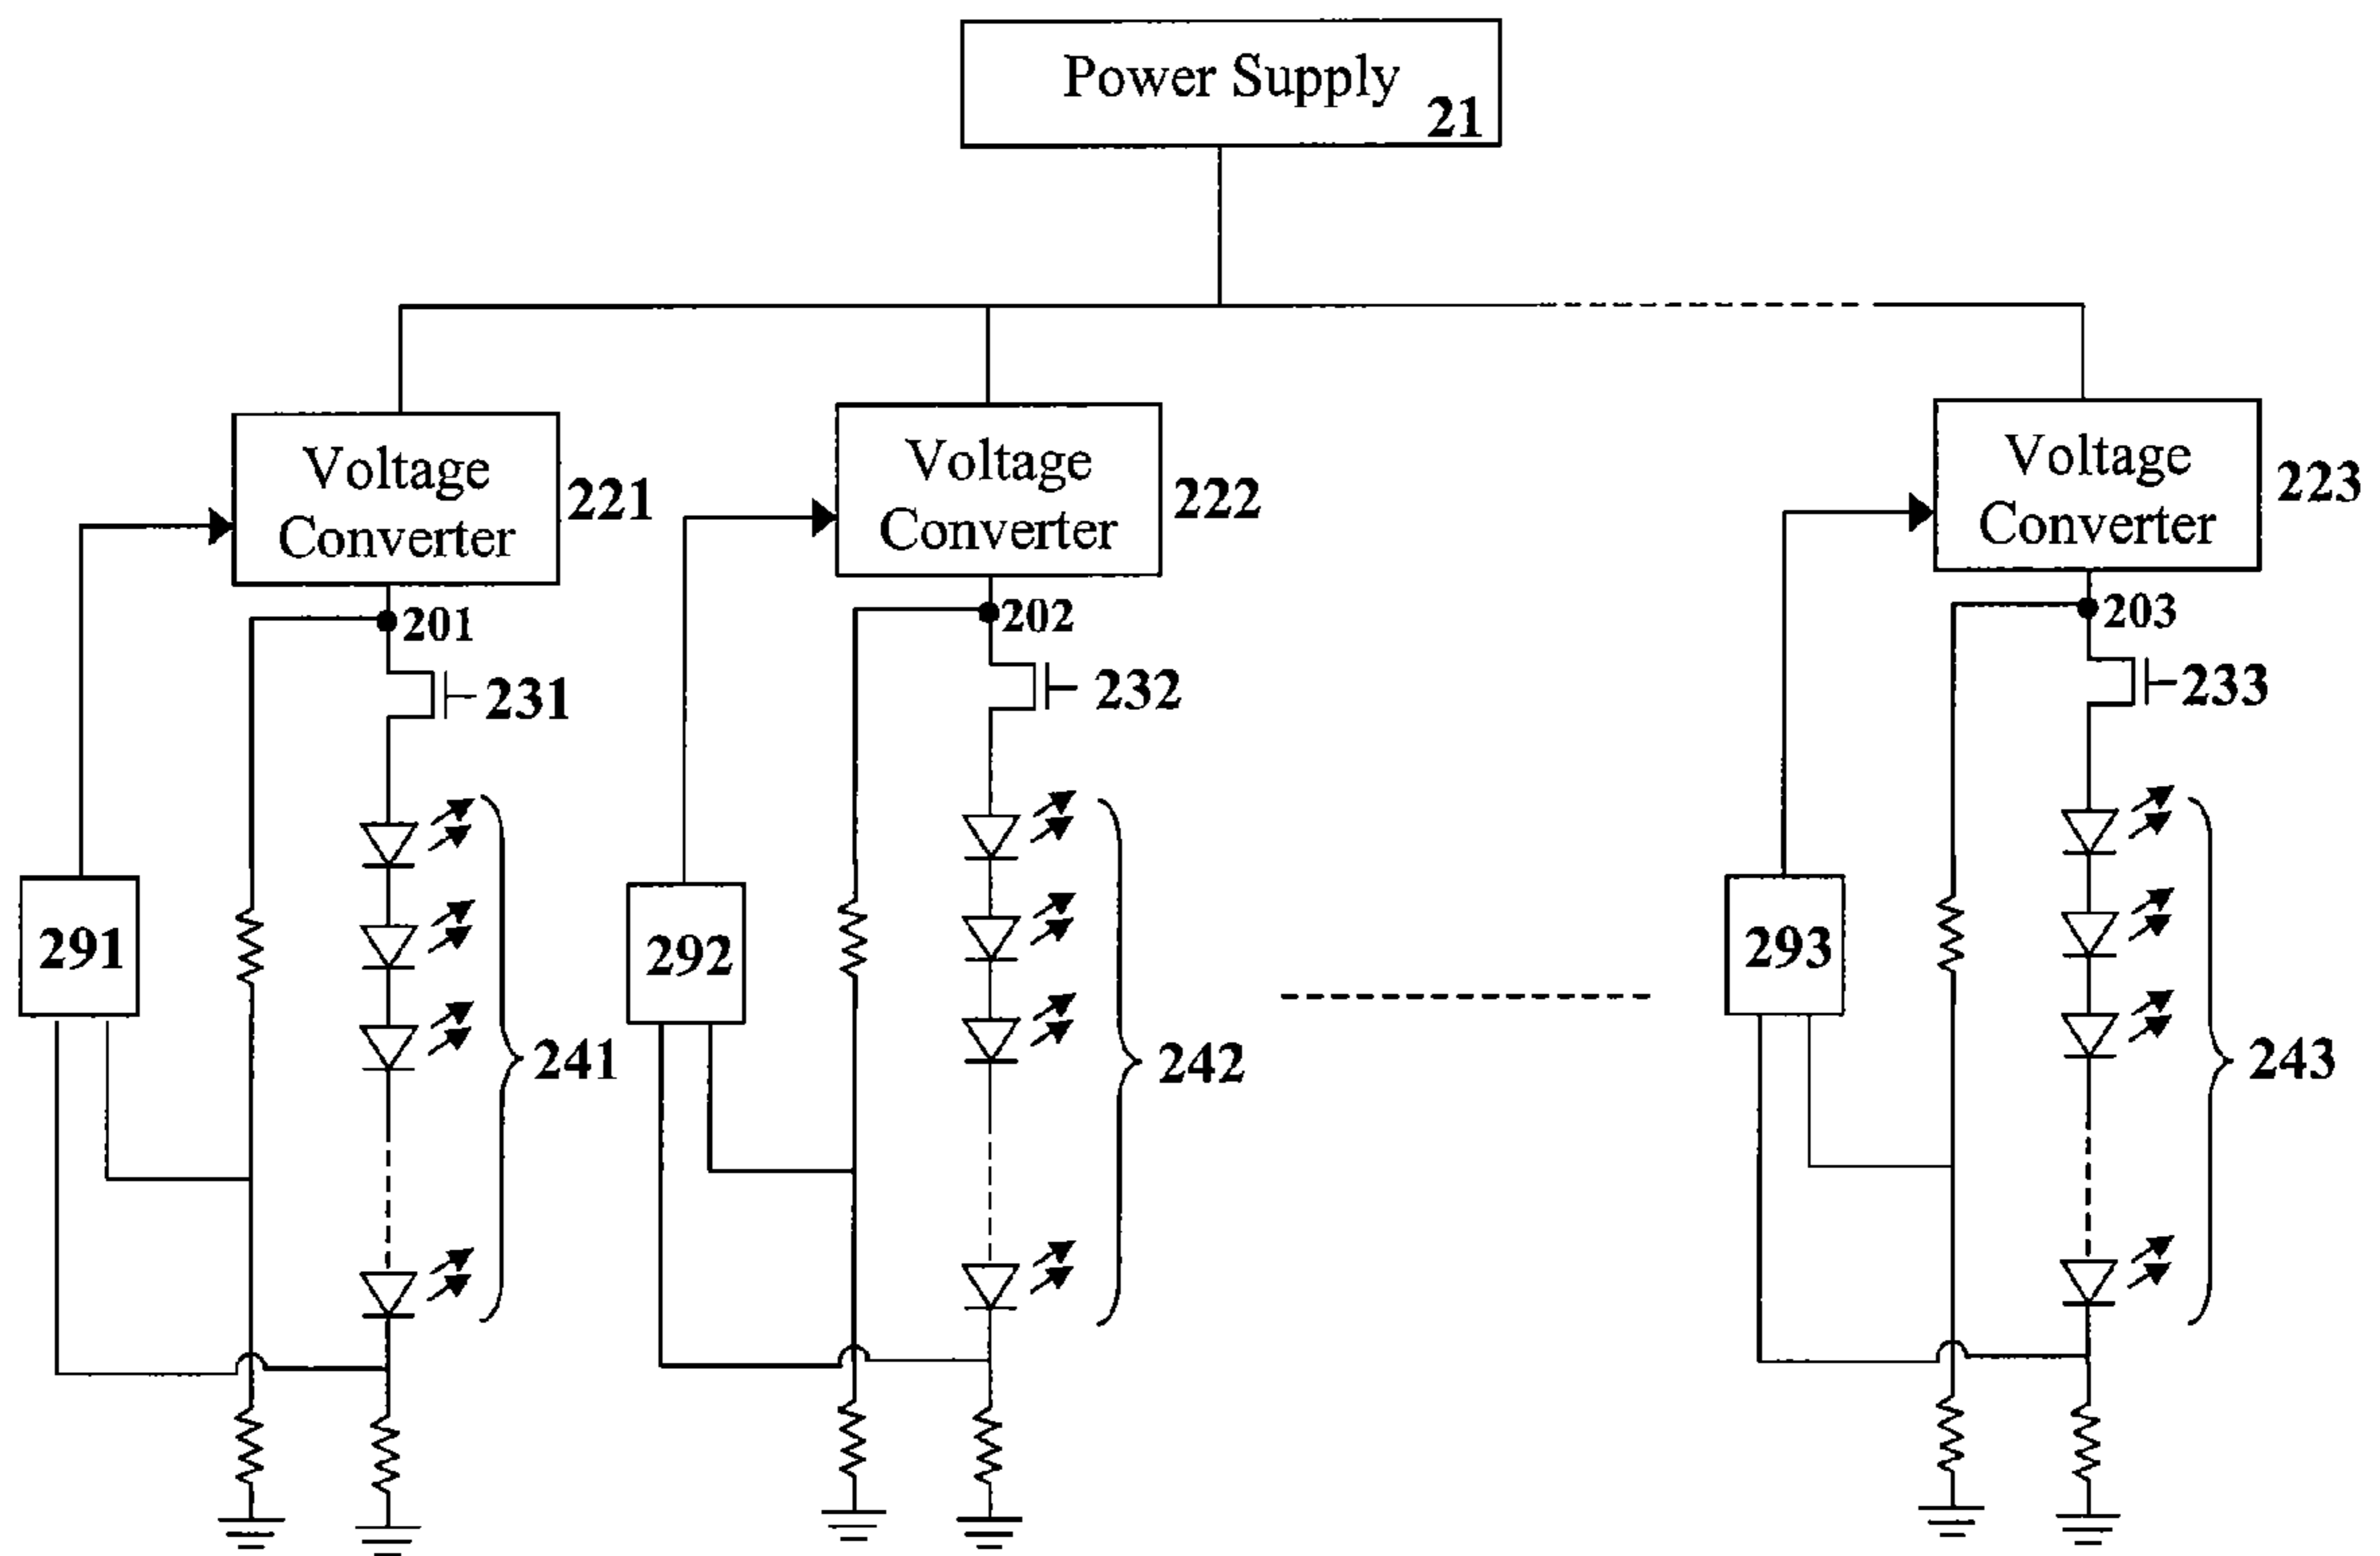 Power Supply
21
Voltage
Converter
221
Voltage
Converter
222
Voltage
Converter
223
201
202
203
231
232
233
291
292
293
241
242
243